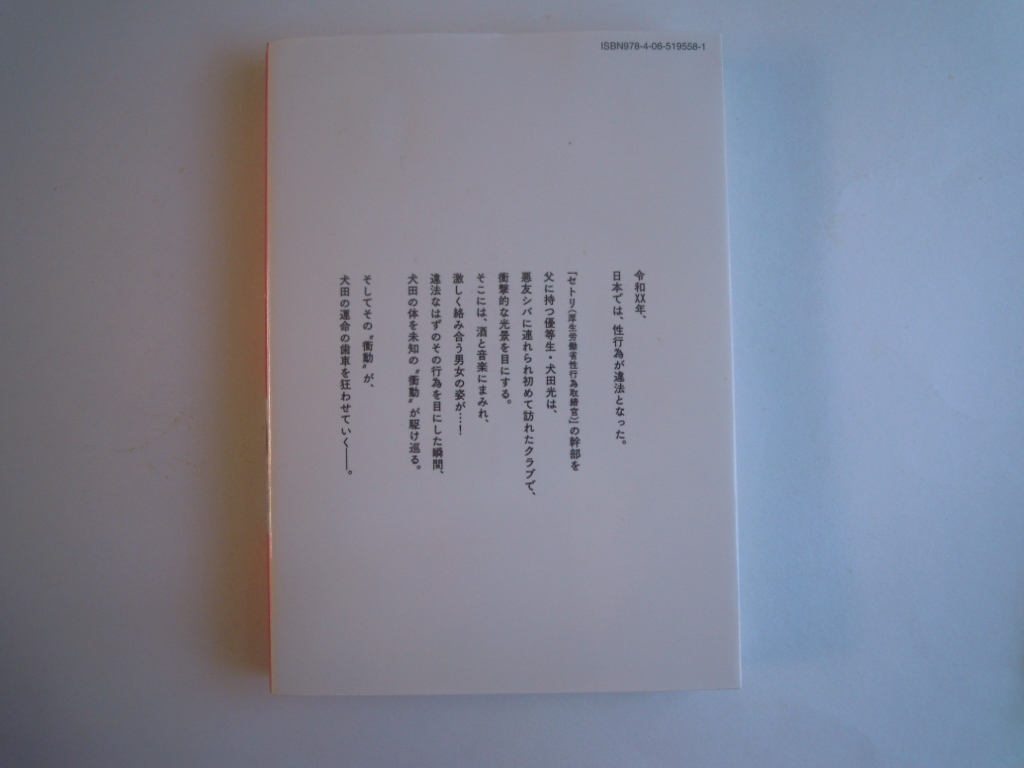 ISBN978-4-06-519558-1
令和XX年、
日本では、性行為が違法となった。
「セトリ(厚生労働省性行為取締官)」の幹部を
父に持つ優等生・犬田光は、
悪友シバに連れられ初めて訪れたクラブで、
衝撃的な光景を目にする。
そこには、酒と音楽にまみれ、
激しく絡み合う男女の姿が…!
違法なはずのその行為を目にした瞬間、
犬田の体を未知の〝衝動〟が駆け巡る。
そしてその〝衝動〟が、
犬田の運命の歯車を狂わせていく――。